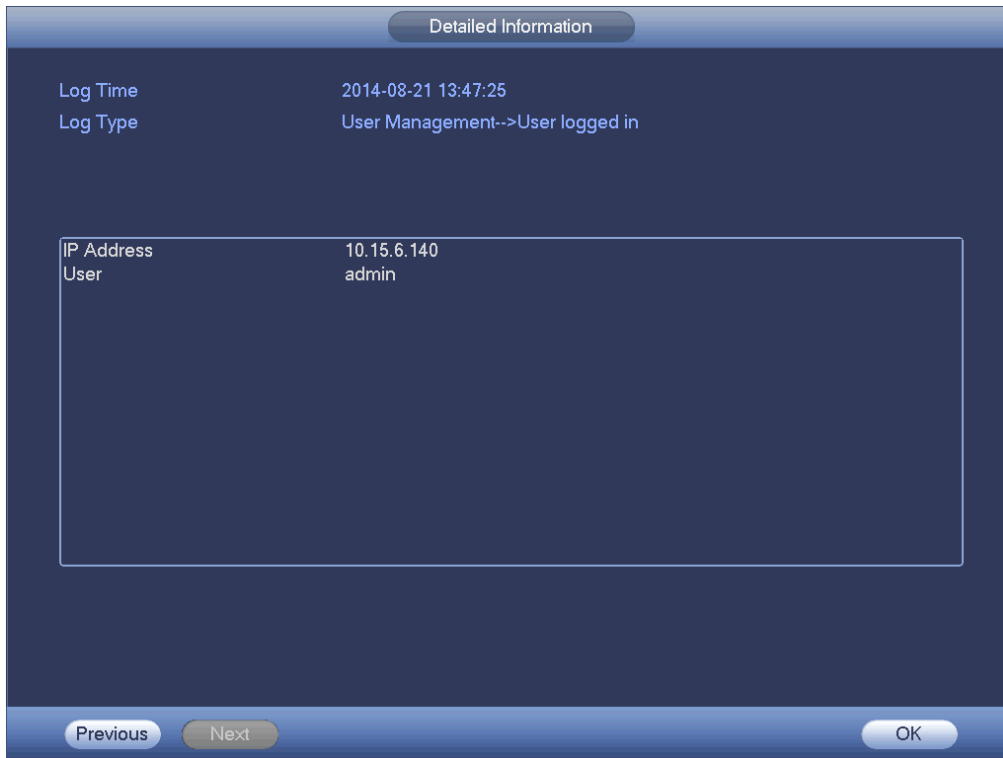 Detailed Information
Log Time 2014-08-21 13:47:25
Log Type User Management-->User logged in
IP Address 10.15.6.140
User admin
Previous Next OK